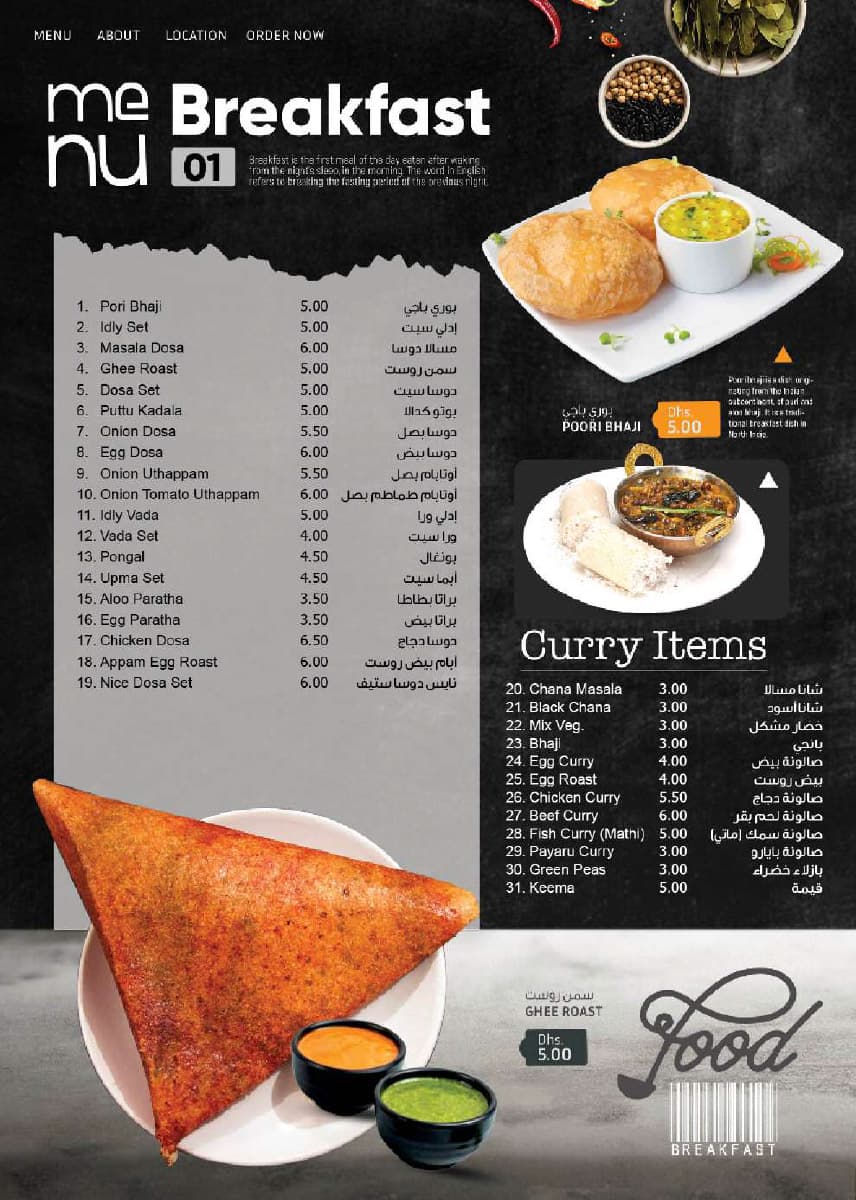 MENU ABOUT LOCATION ORDER NOW
me
nu
Breakfast
01
Breakfast is the first meal of the day eaten after waking
from the night's sleep, in the morning. The word in English
refers to breaking the fasting period of the previous night.
1. Pori Bhaji 5.00 بوري باجي
2. Idly Set 5.00 إدلي سيت
3. Masala Dosa 6.00 مسالا دوسا
4. Ghee Roast 5.00 سمن روست
5. Dosa Set 5.00 دوسا سيت
6. Puttu Kadala 5.00 بوتو كدالا
7. Onion Dosa 5.50 دوسا بصل
8. Egg Dosa 6.00 دوسا بيض
9. Onion Uthappam 5.50 أوتابام بصل
10. Onion Tomato Uthappam 6.00 أوتابام طماطم بصل
11. Idly Vada 5.00 إدلي ورا
12. Vada Set 4.00 ورا سيت
13. Pongal 4.50 بونغال
14. Upma Set 4.50 أبما سيت
15. Aloo Paratha 3.50 براتا بطاطا
16. Egg Paratha 3.50 براتا بيض
17. Chicken Dosa 6.50 دوسا دجاج
18. Appam Egg Roast 6.00 أبام بيض روست
19. Nice Dosa Set 6.00 نايس دوسا ستيف
بوري باجي
POORI BHAJI
Dhs.
5.00
Poori bhaji is a dish, origi-
nating from the Indian
subcontinent, of puri and
aloo bhaji. It is a tradi-
tional breakfast dish in
North India.
Curry Items
20. Chana Masala 3.00 شانا مسالا
21. Black Chana 3.00 شانا أسود
22. Mix Veg. 3.00 خضار مشكل
23. Bhaji 3.00 بانجي
24. Egg Curry 4.00 صالونة بيض
25. Egg Roast 4.00 بيض روست
26. Chicken Curry 5.50 صالونة دجاج
27. Beef Curry 6.00 صالونة لحم بقر
28. Fish Curry (Mathi) 5.00 صالونة سمك (ماتي)
29. Payaru Curry 3.00 صالونة بايارو
30. Green Peas 3.00 بازلاء خضراء
31. Keema 5.00 قيمة
سمن روست
GHEE ROAST
Dhs.
5.00
Food
BREAKFAST